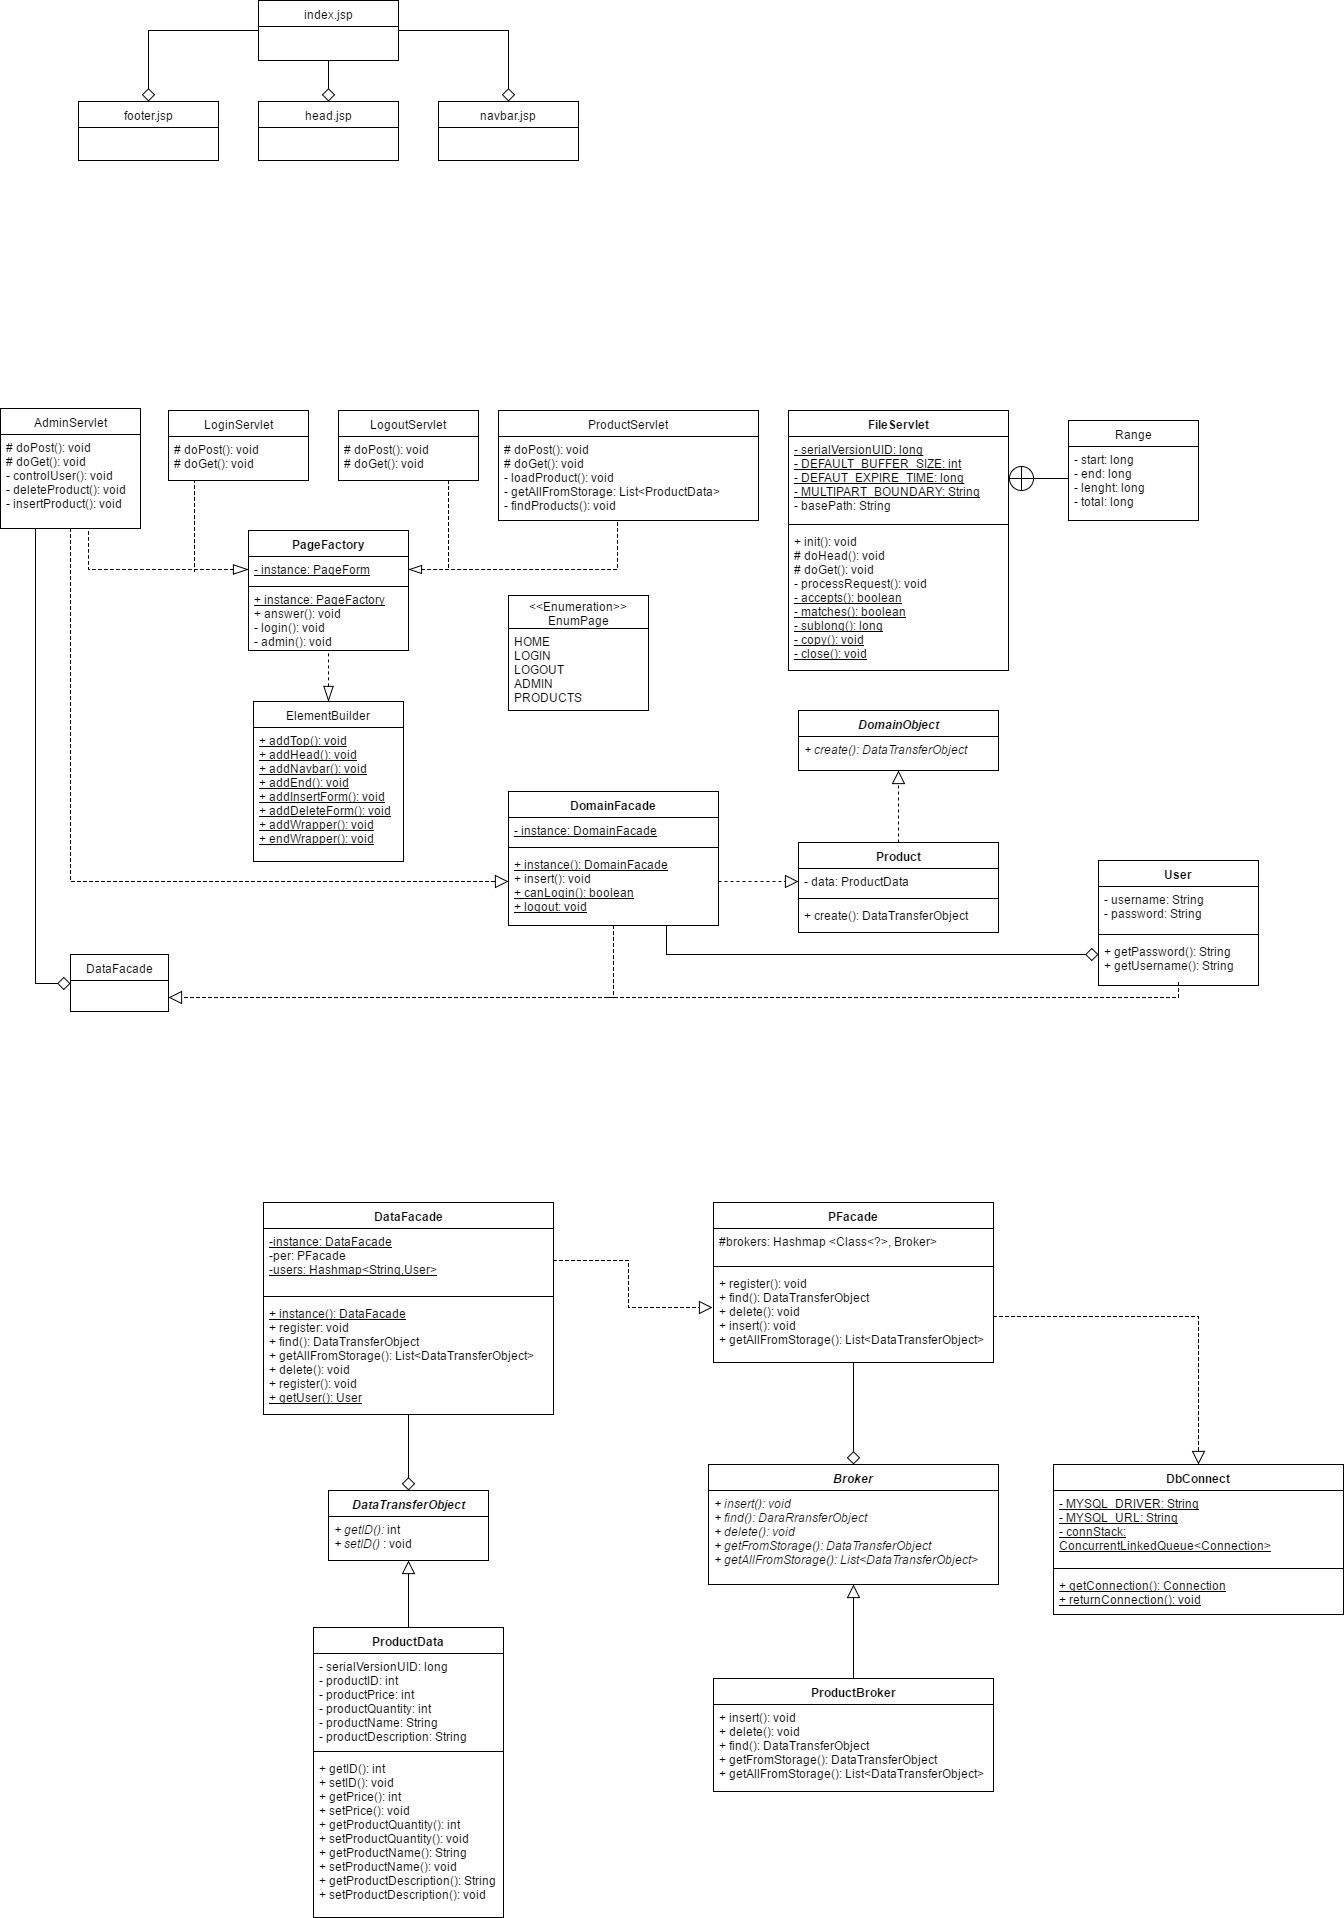 index.jsp
footer.jsp
head.jsp
navbar.jsp
AdminServlet
# doPost(): void
# doGet(): void
- controlUser(): void
- deleteProduct(): void
- insertProduct(): void
LoginServlet
# doPost(): void
# doGet(): void
LogoutServlet
# doPost(): void
# doGet(): void
ProductServlet
# doPost(): void
# doGet(): void
- loadProduct(): void
- getAllFromStorage: List<ProductData>
- findProducts(): void
FileServlet
- serialVersionUID: long
- DEFAULT_BUFFER_SIZE: int
- DEFAUT_EXPIRE_TIME: long
- MULTIPART_BOUNDARY: String
- basePath: String
+ init(): void
# doHead(): void
# doGet(): void
- processRequest(): void
- accepts(): boolean
- matches(): boolean
- sublong(): long
- copy(): void
- close(): void
Range
- start: long
- end: long
- lenght: long
- total: long
PageFactory
- instance: PageForm
+ instance: PageFactory
+ answer(): void
- login(): void
- admin(): void
<<Enumeration>>
EnumPage
HOME
LOGIN
LOGOUT
ADMIN
PRODUCTS
ElementBuilder
+ addTop(): void
+ addHead(): void
+ addNavbar(): void
+ addEnd(): void
+ addInsertForm(): void
+ addDeleteForm(): void
+ addWrapper(): void
+ endWrapper(): void
DomainObject
+ create(): DataTransferObject
DomainFacade
- instance: DomainFacade
+ instance(): DomainFacade
+ insert(): void
+ canLogin(): boolean
+ logout: void
Product
- data: ProductData
+ create(): DataTransferObject
User
- username: String
- password: String
+ getPassword(): String
+ getUsername(): String
DataFacade
DataFacade
-instance: DataFacade
-per: PFacade
-users: Hashmap<String,User>
+ instance(): DataFacade
+ register: void
+ find(): DataTransferObject
+ getAllFromStorage(): List<DataTransferObject>
+ delete(): void
+ register(): void
+ getUser(): User
PFacade
#brokers: Hashmap <Class<?>, Broker>
+ register(): void
+ find(): DataTransferObject
+ delete(): void
+ insert(): void
+ getAllFromStorage(): List<DataTransferObject>
DataTransferObject
+ getID(): int
+ setID() : void
Broker
+ insert(): void
+ find(): DaraRransferObject
+ delete(): void
+ getFromStorage(): DataTransferObject
+ getAllFromStorage(): List<DataTransferObject>
DbConnect
- MYSQL_DRIVER: String
- MYSQL_URL: String
- connStack:
ConcurrentLinkedQueue<Connection>
+ getConnection(): Connection
+ returnConnection(): void
ProductData
- serialVersionUID: long
- productID: int
- productPrice: int
- productQuantity: int
- productName: String
- productDescription: String
+ getID(): int
+ setID(): void
+ getPrice(): int
+ setPrice(): void
+ getProductQuantity(): int
+ setProductQuantity(): void
+ getProductName(): String
+ setProductName(): void
+ getProductDescription(): String
+ setProductDescription(): void
ProductBroker
+ insert(): void
+ delete(): void
+ find(): DataTransferObject
+ getFromStorage(): DataTransferObject
+ getAllFromStorage(): List<DataTransferObject>